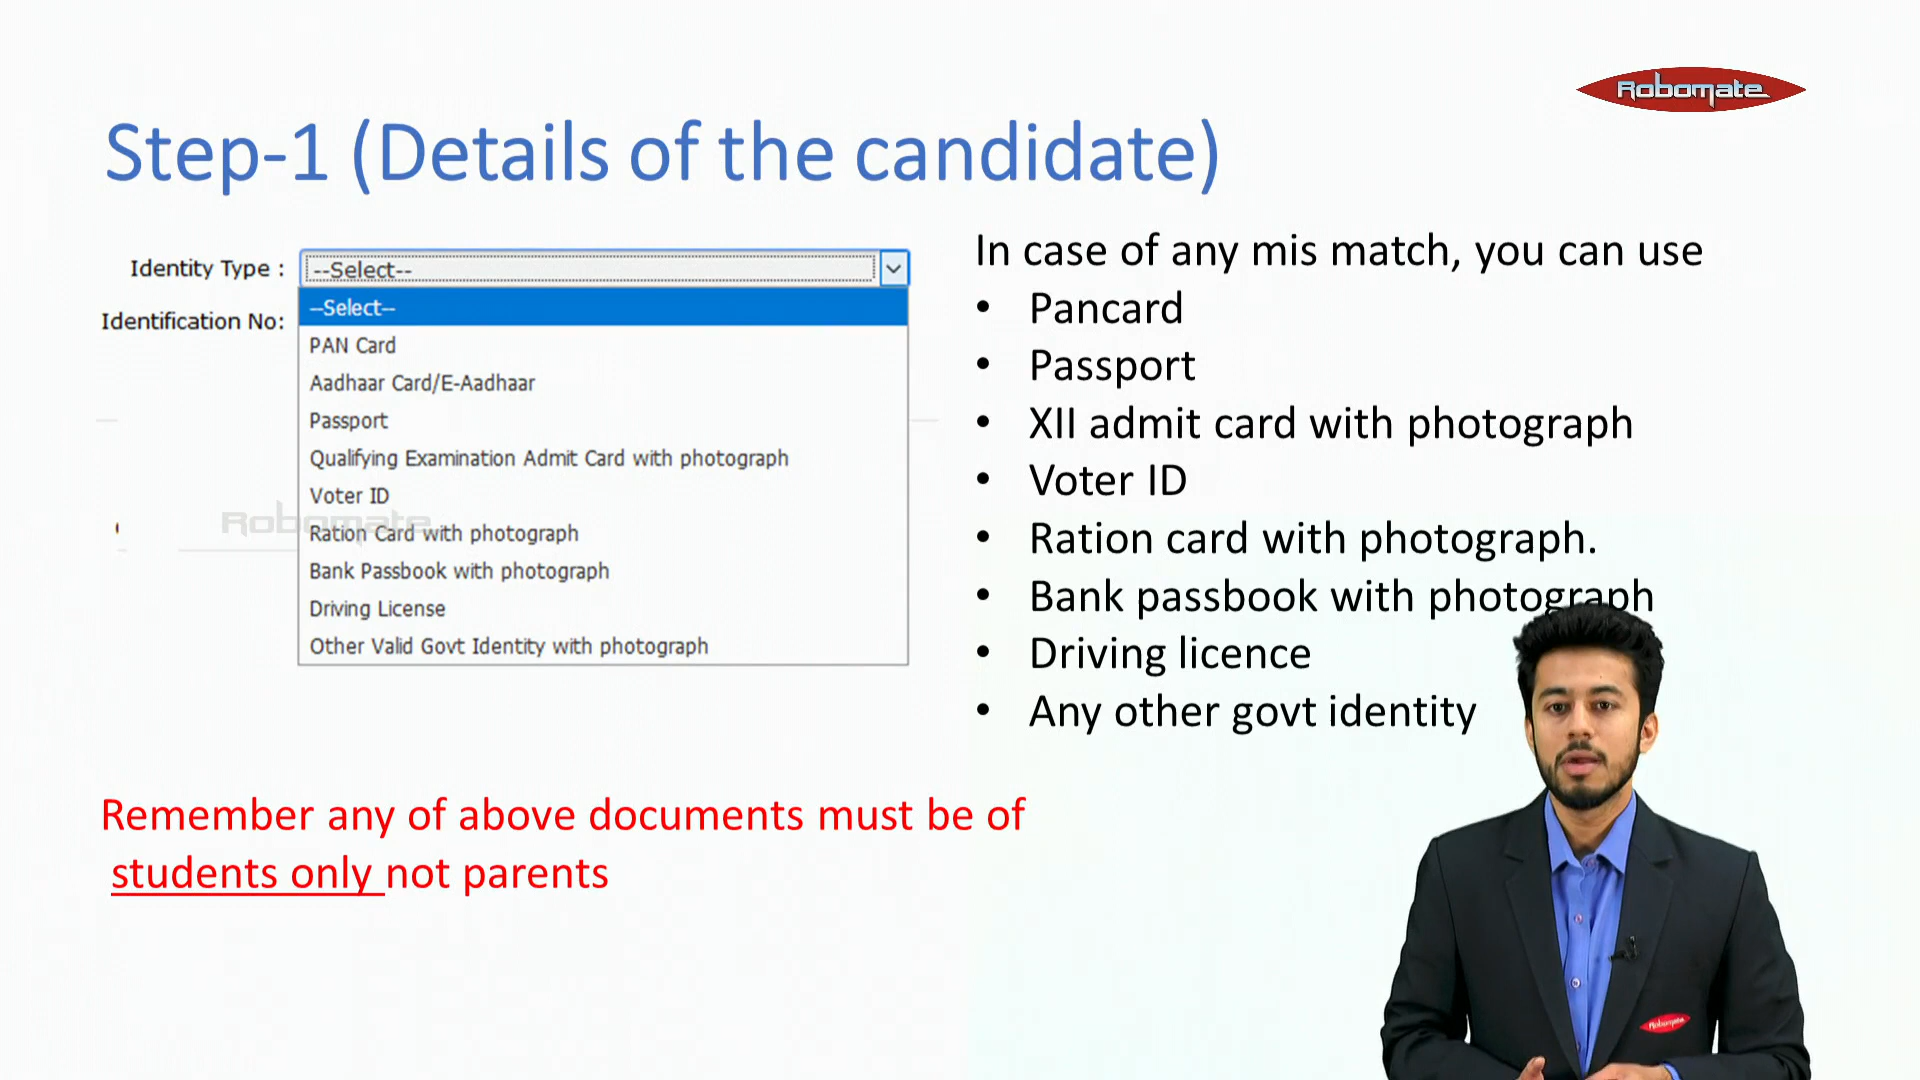 Robomate
Step-1 (Details of the candidate)
Identity Type :
--Select--
Identification No:
--Select--
PAN Card
Aadhaar Card/E-Aadhaar
Passport
Qualifying Examination Admit Card with photograph
Voter ID
Ration Card with photograph
Bank Passbook with photograph
Driving License
Other Valid Govt Identity with photograph
Robomate
In case of any mis match, you can use
• Pancard
• Passport
• XII admit card with photograph
• Voter ID
• Ration card with photograph.
• Bank passbook with photograph
• Driving licence
• Any other govt identity
Remember any of above documents must be of
students only not parents
Robomate